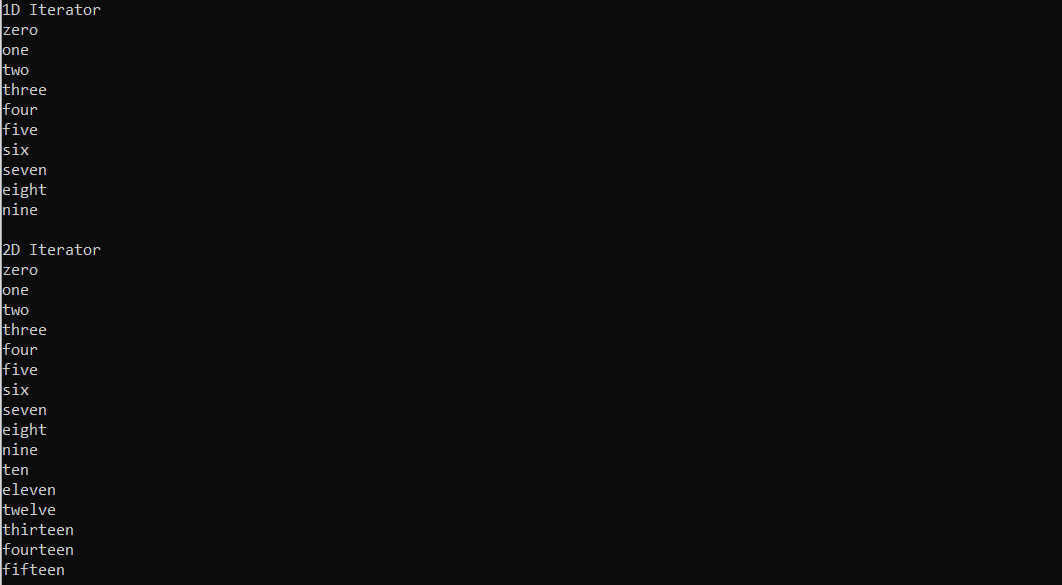 1D Iterator
zero
one
two
three
four
five
six
seven
eight
nine
2D Iterator
zero
one
two
three
four
five
six
seven
eight
nine
ten
eleven
twelve
thirteen
fourteen
fifteen